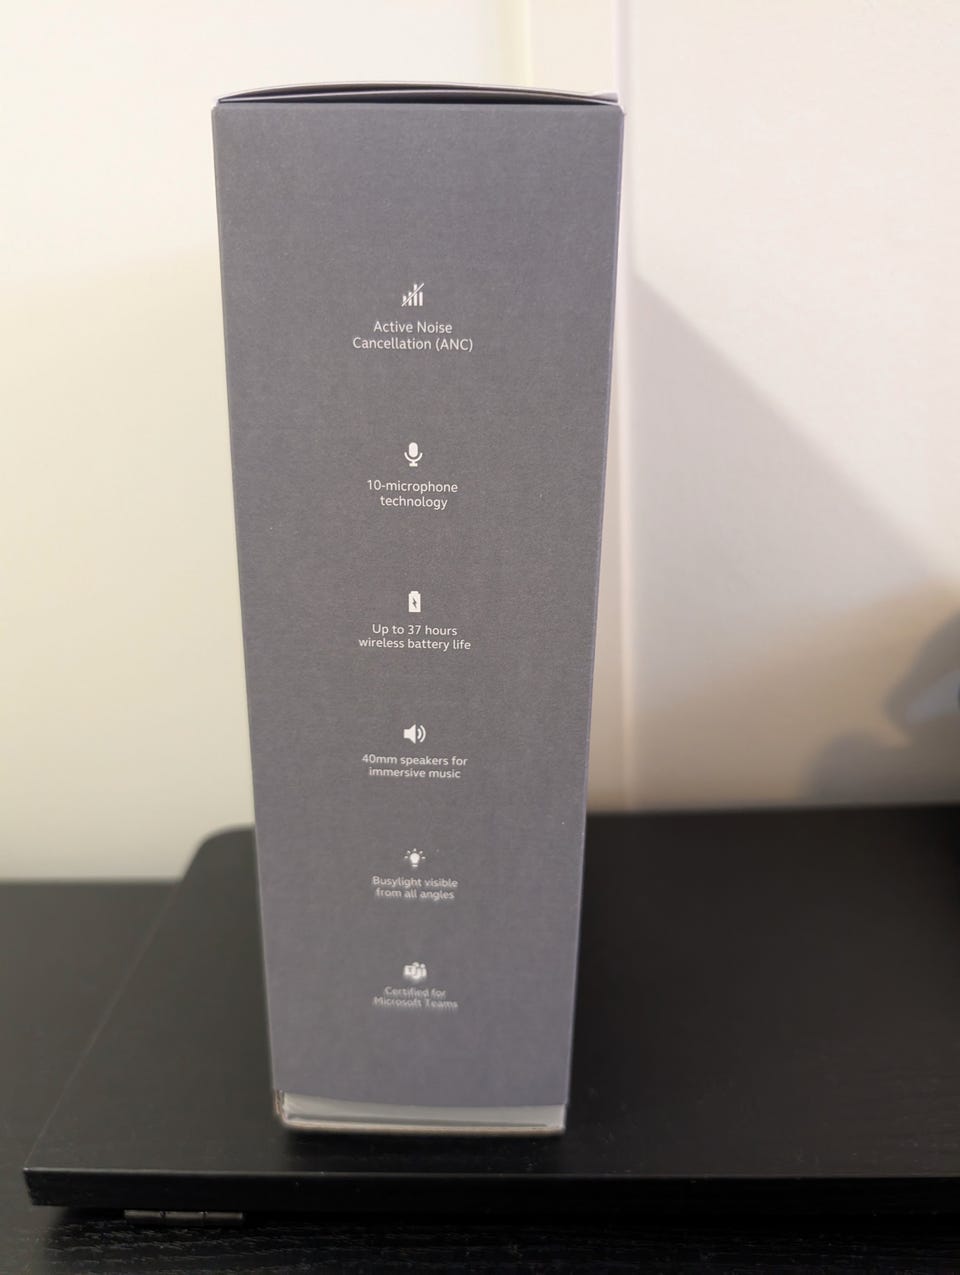 Active Noise
Cancellation (ANC)
10-microphone
technology
Up to 37 hours
wireless battery life
40mm speakers for
immersive music
Busylight visible
from all angles
Certified for
Microsoft Teams